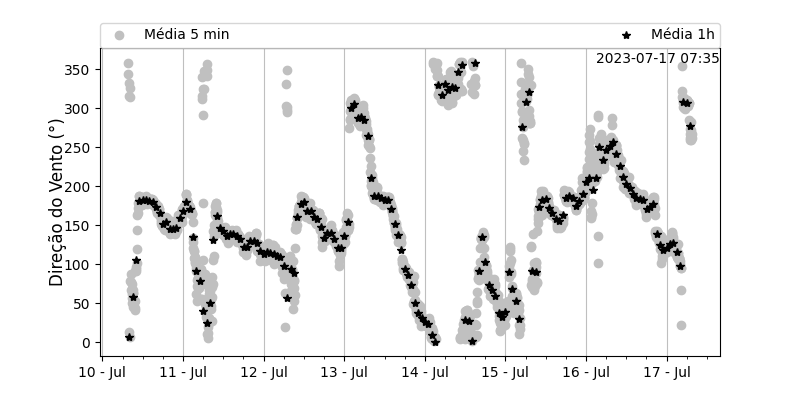 Média 5 min
Média 1h
2023-07-17 07:35
Direção do Vento (°)
350
300
250
200
150
100
50
0
10 - Jul
11 - Jul
12 - Jul
13 - Jul
14 - Jul
15 - Jul
16 - Jul
17 - Jul